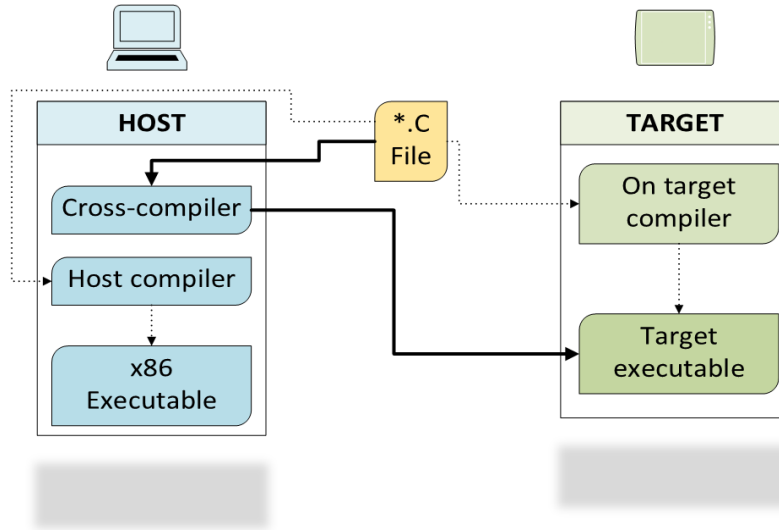 HOST
*.C
File
TARGET
Cross-compiler
On target
compiler
Host compiler
x86
Executable
Target
executable